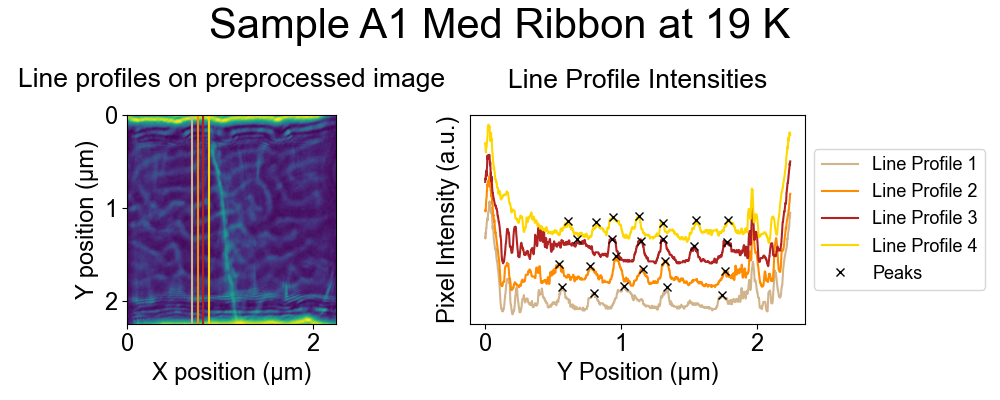 Sample A1 Med Ribbon at 19 K
Line profiles on preprocessed image
0
1
2
Y position (µm)
0
2
X position (µm)
Line Profile Intensities
Pixel Intensity (a.u.)
0
1
2
Y Position (µm)
Line Profile 1
Line Profile 2
Line Profile 3
Line Profile 4
Peaks